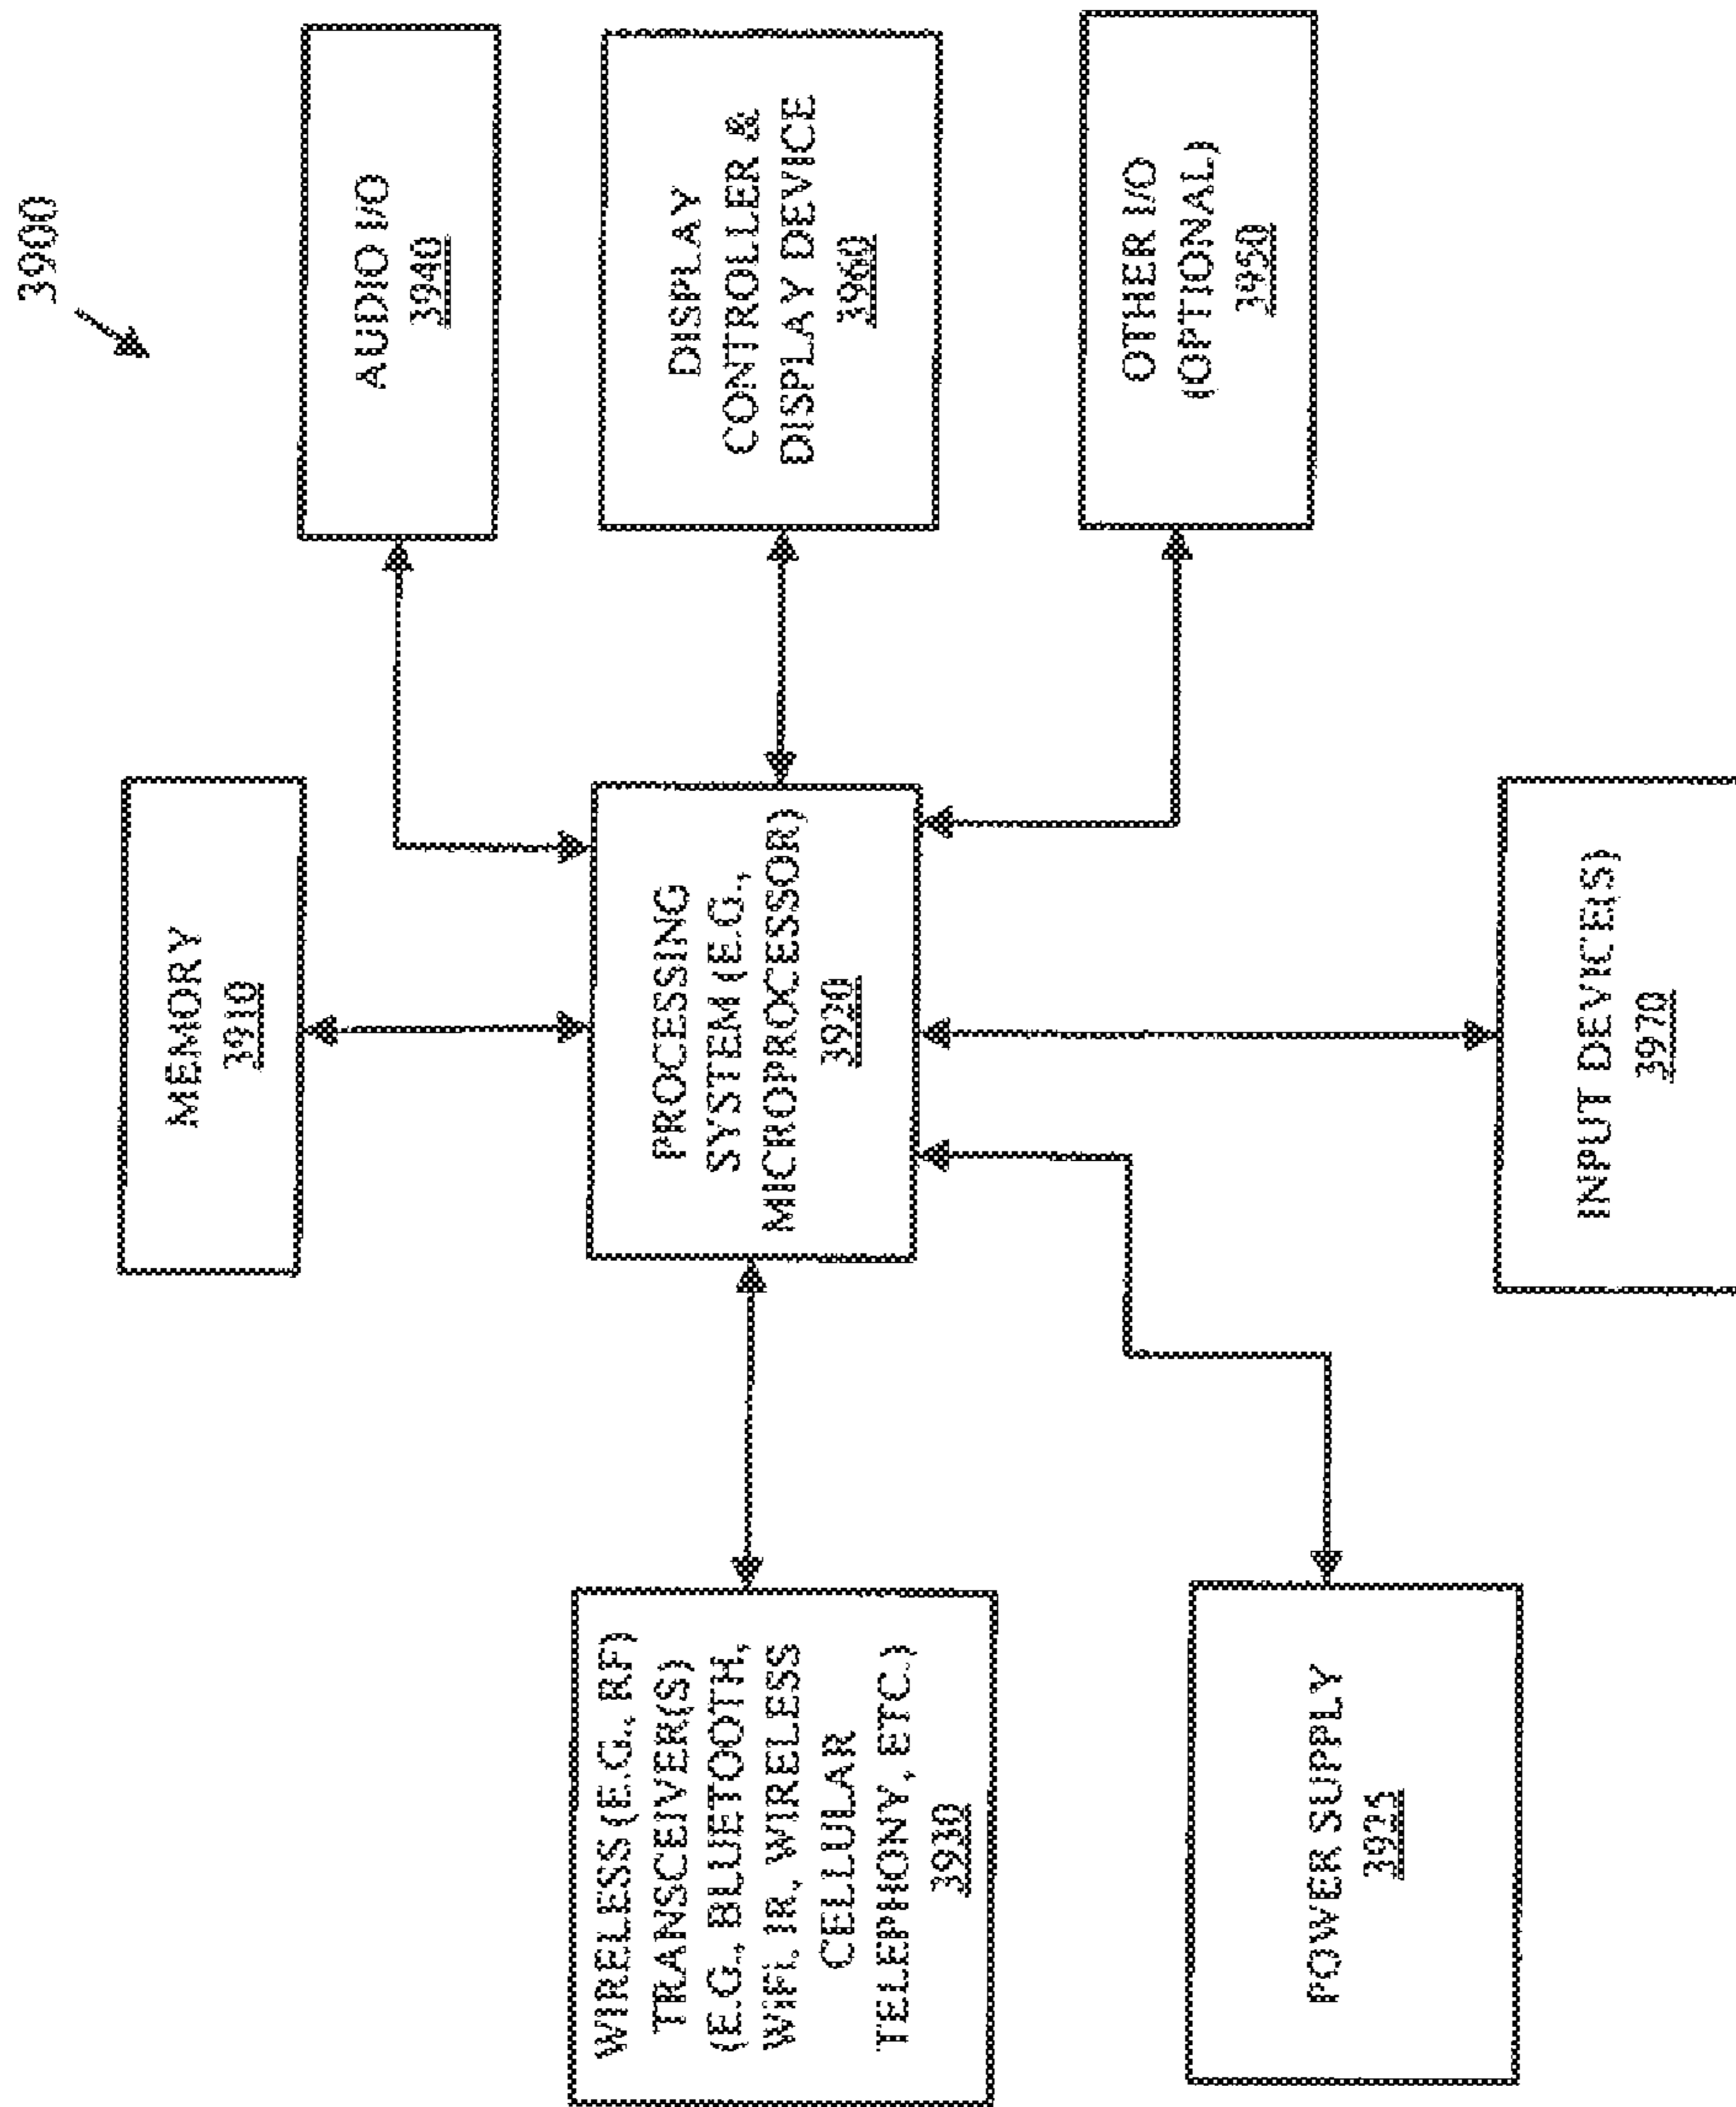 3900
MEMORY
3910
AUDIO I/O
3940
WIRELESS (E.G., RF)
TRANSCEIVER(S)
(E.G., BLUETOOTH,
WiFi, IR, WIRELESS
CELLULAR
TELEPHONY, ETC.)
3930
PROCESSING
SYSTEM (E.G.,
MICROPROCESSOR)
3920
DISPLAY
CONTROLLER &
DISPLAY DEVICE
3960
POWER SUPPLY
3925
OTHER I/O
(OPTIONAL)
3950
INPUT DEVICE(S)
3970